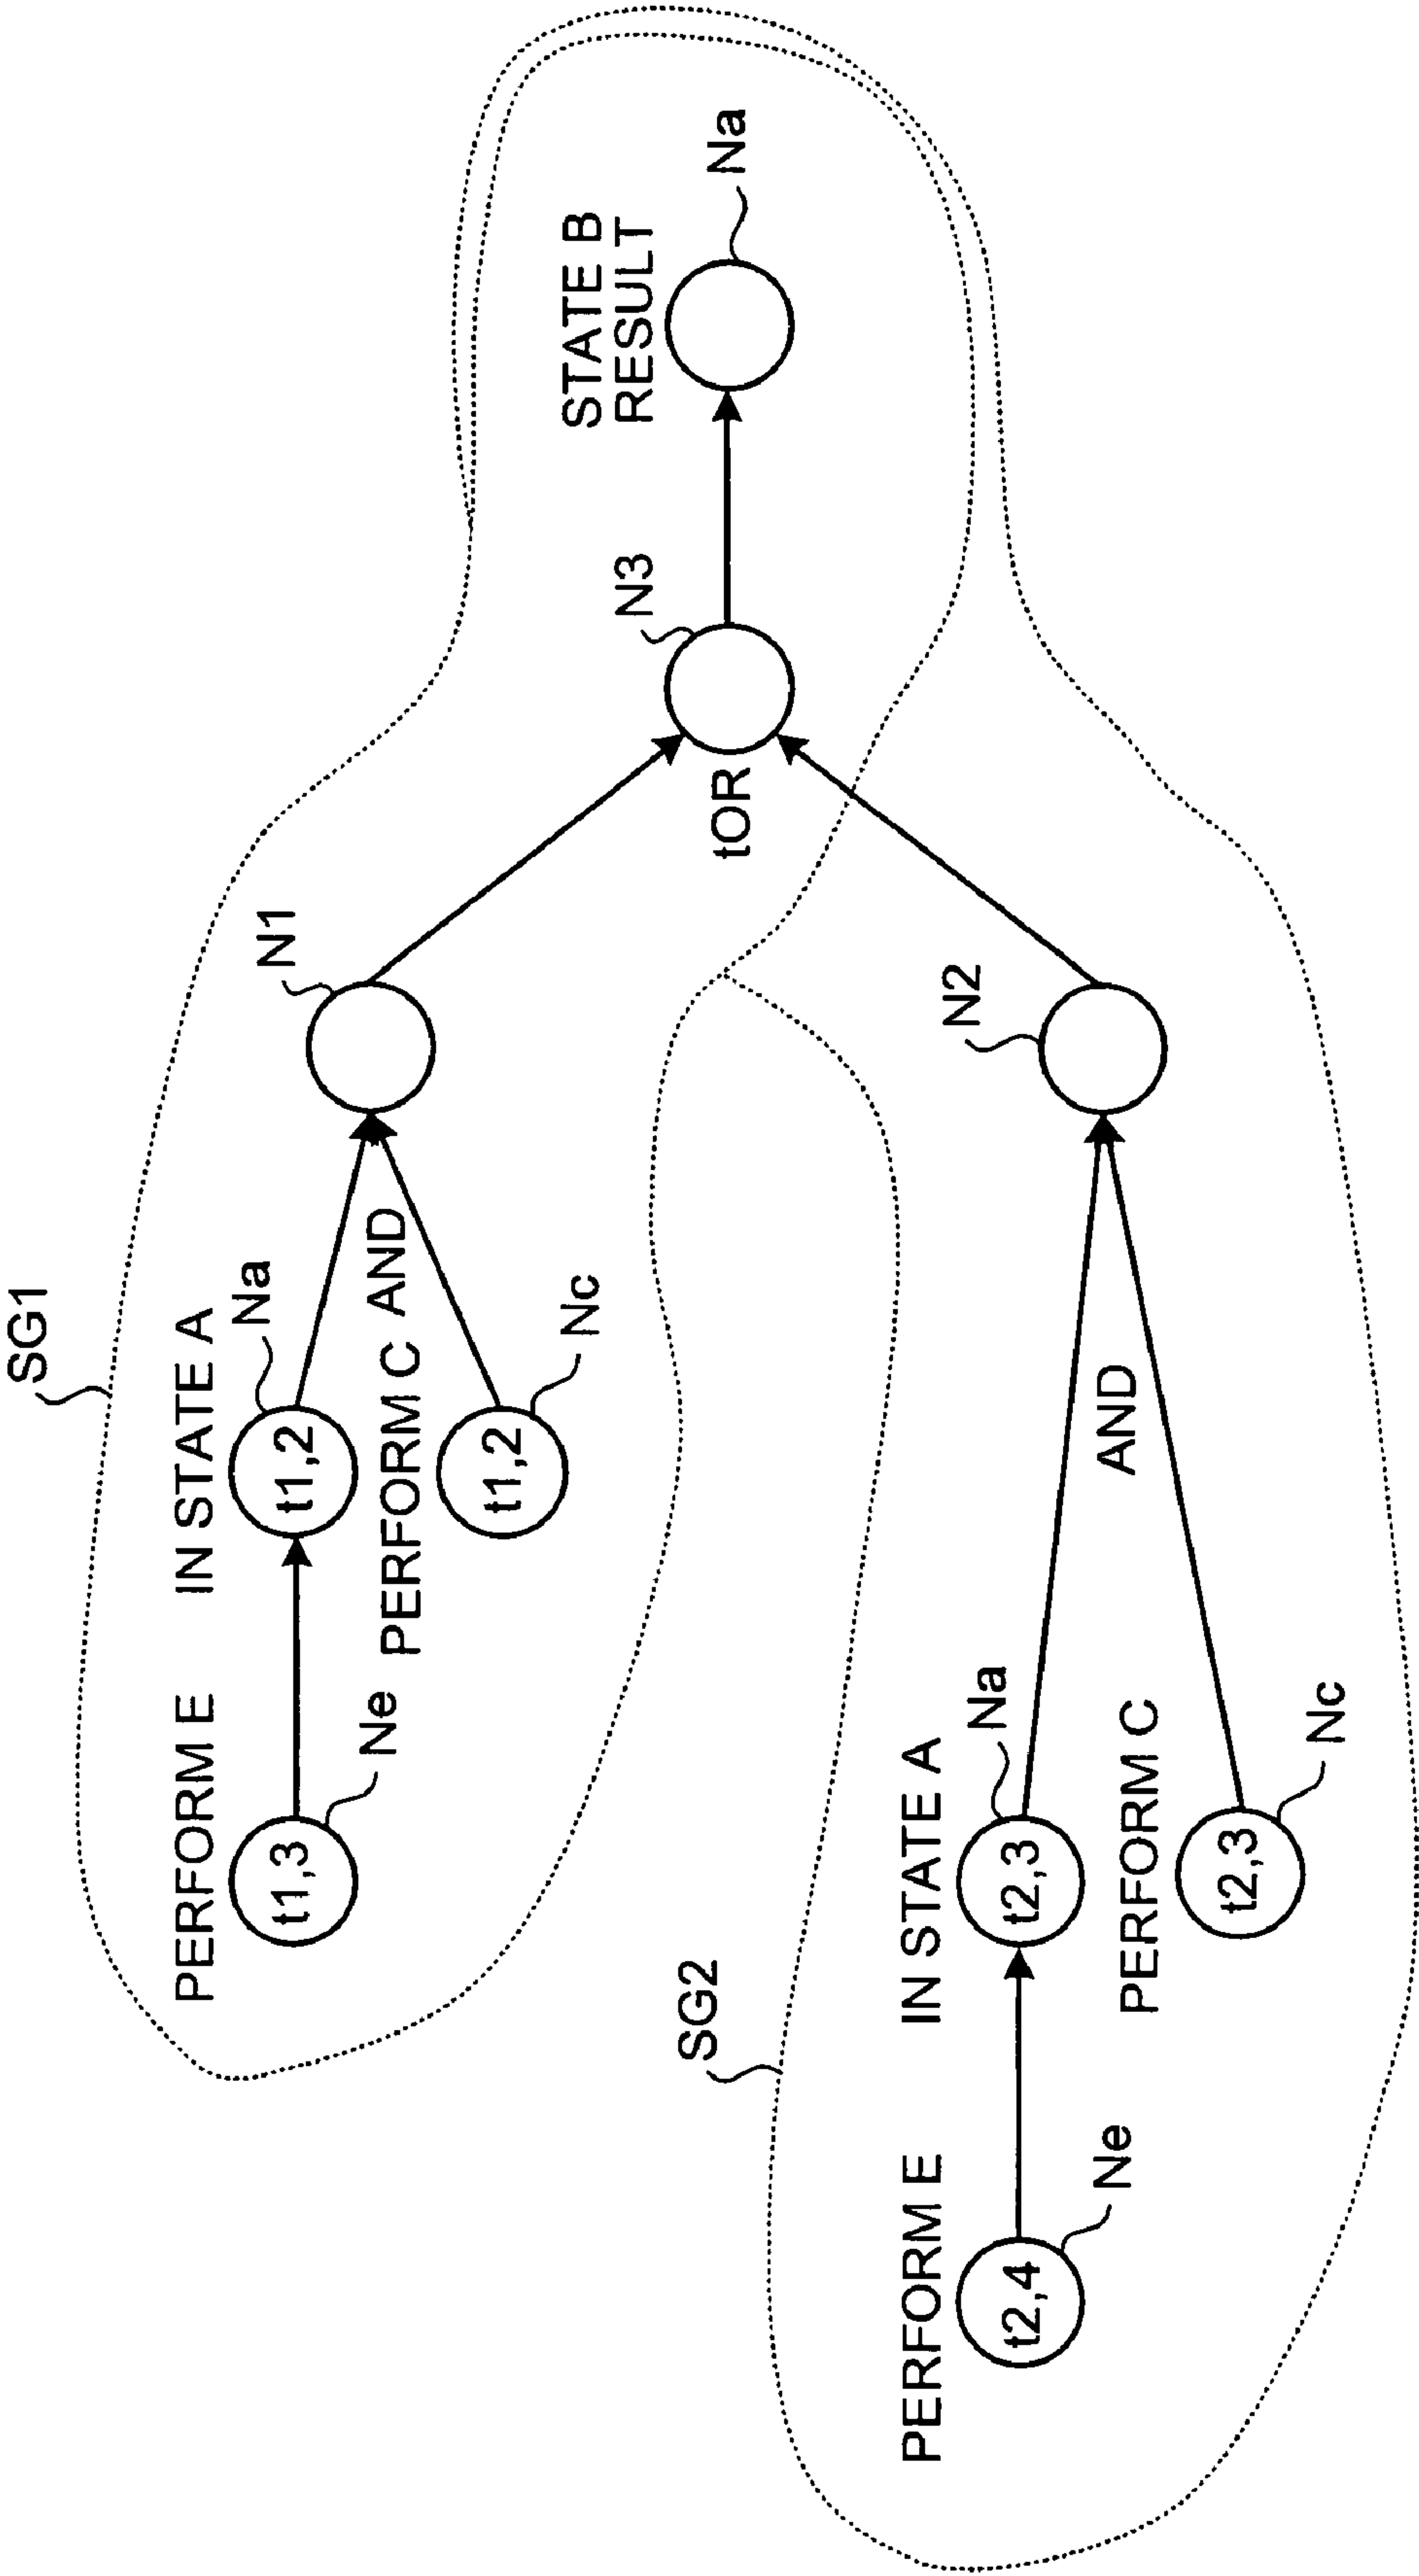 SG1
PERFORM E
IN STATE A
t1,3
Ne
t1,2
Na
PERFORM C
AND
t1,2
Nc
N1
N3
tOR
STATE B
RESULT
Na
SG2
PERFORM E
IN STATE A
t2,4
Ne
t2,3
Na
N2
PERFORM C
AND
t2,3
Nc